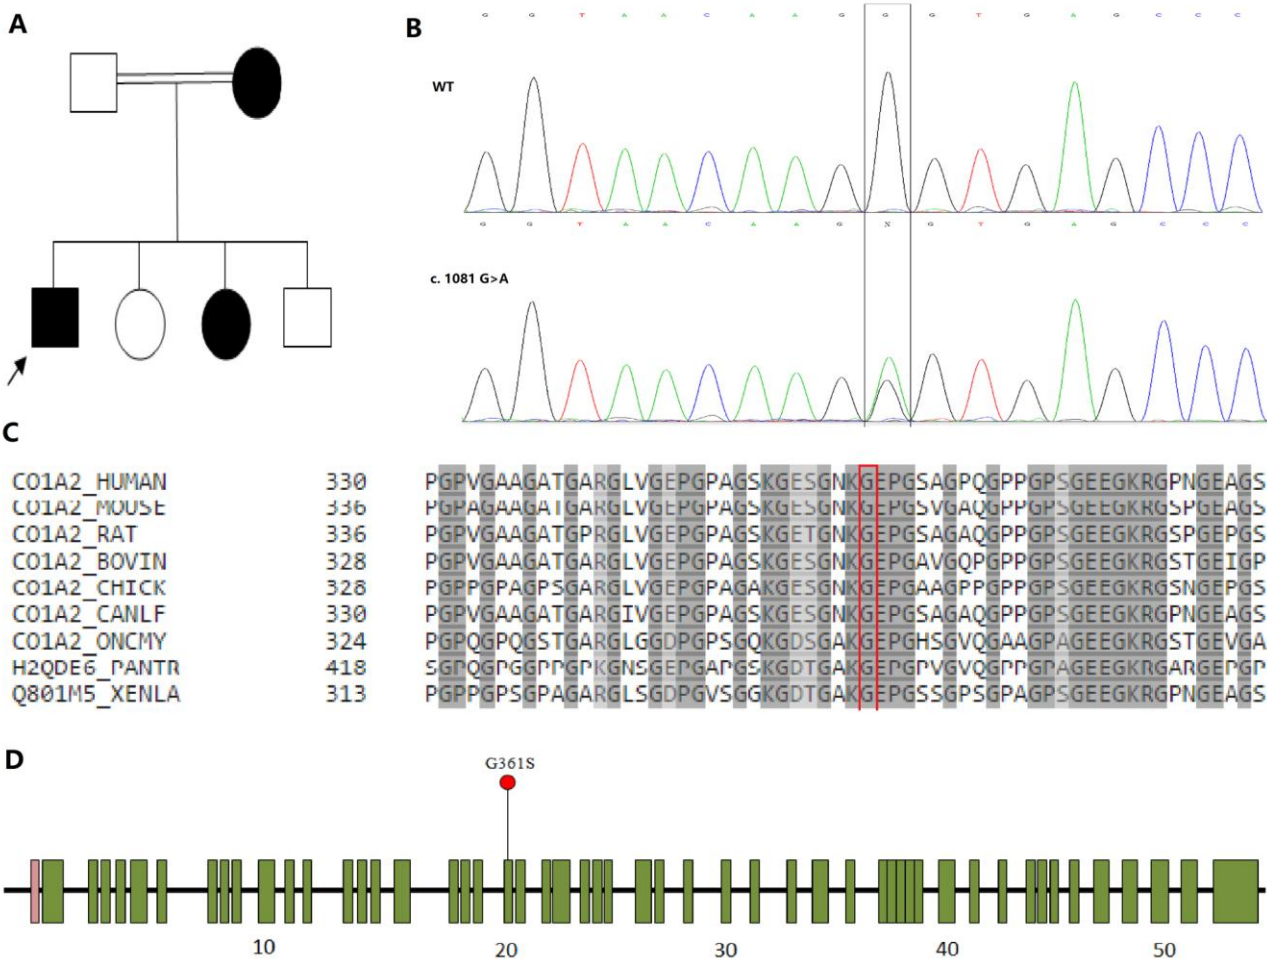 A
B
G G T A A C A A G G G T G A G C C C
WT
G G T A A C A A G N G T G A G C C C
c. 1081 G>A
C
CO1A2_HUMAN 330 PGPVGAAGATGARGLVGEPGPAGSKGESGNKGEPGSAGPQGPPGPSGEEGKRGPNGEAGS
CO1A2_MOUSE 336 PGPAGAAGATGARGLVGEPGPAGSKGESGNKGEPGSVGAQGPPGPSGEEGKRGSPGEAGS
CO1A2_RAT 336 PGPVGAAGATGPRGLVGEPGPAGSKGETGNKGEPGSAGAQGPPGPSGEEGKRGSPGEPGS
CO1A2_BOVIN 328 PGPVGAAGATGARGLVGEPGPAGSKGESGNKGEPGAVGQPGPPGPSGEEGKRGSTGEIGP
CO1A2_CHICK 328 PGPPGPAGPSGARGLVGEPGPAGAKGESGNKGEPGAAGPPGPPGPSGEEGKRGSNGEPGS
CO1A2_CANLF 330 PGPVGAAGATGARGIVGEPGPAGSKGESGNKGEPGSAGAQGPPGPSGEEGKRGPNGEAGS
CO1A2_ONCMY 324 PGPQGPQGSTGARGLGGDPGPSGQKGDSGAKGEPGHSGVQGAAGPAGEEGKRGSTGEVGA
H2QDE6_PANTR 418 SGPQGPGGPPGPKGNSGEPGAPGSKGDTGAKGEPGPVGVQGPPGPAGEEGKRGARGEPGP
Q801M5_XENLA 313 PGPPGPSGPAGARGLSGDPGVSGGKGDTGAKGEPGSSGPSGPAGPSGEEGKRGPNGEAGS
D
G361S
10 20 30 40 50